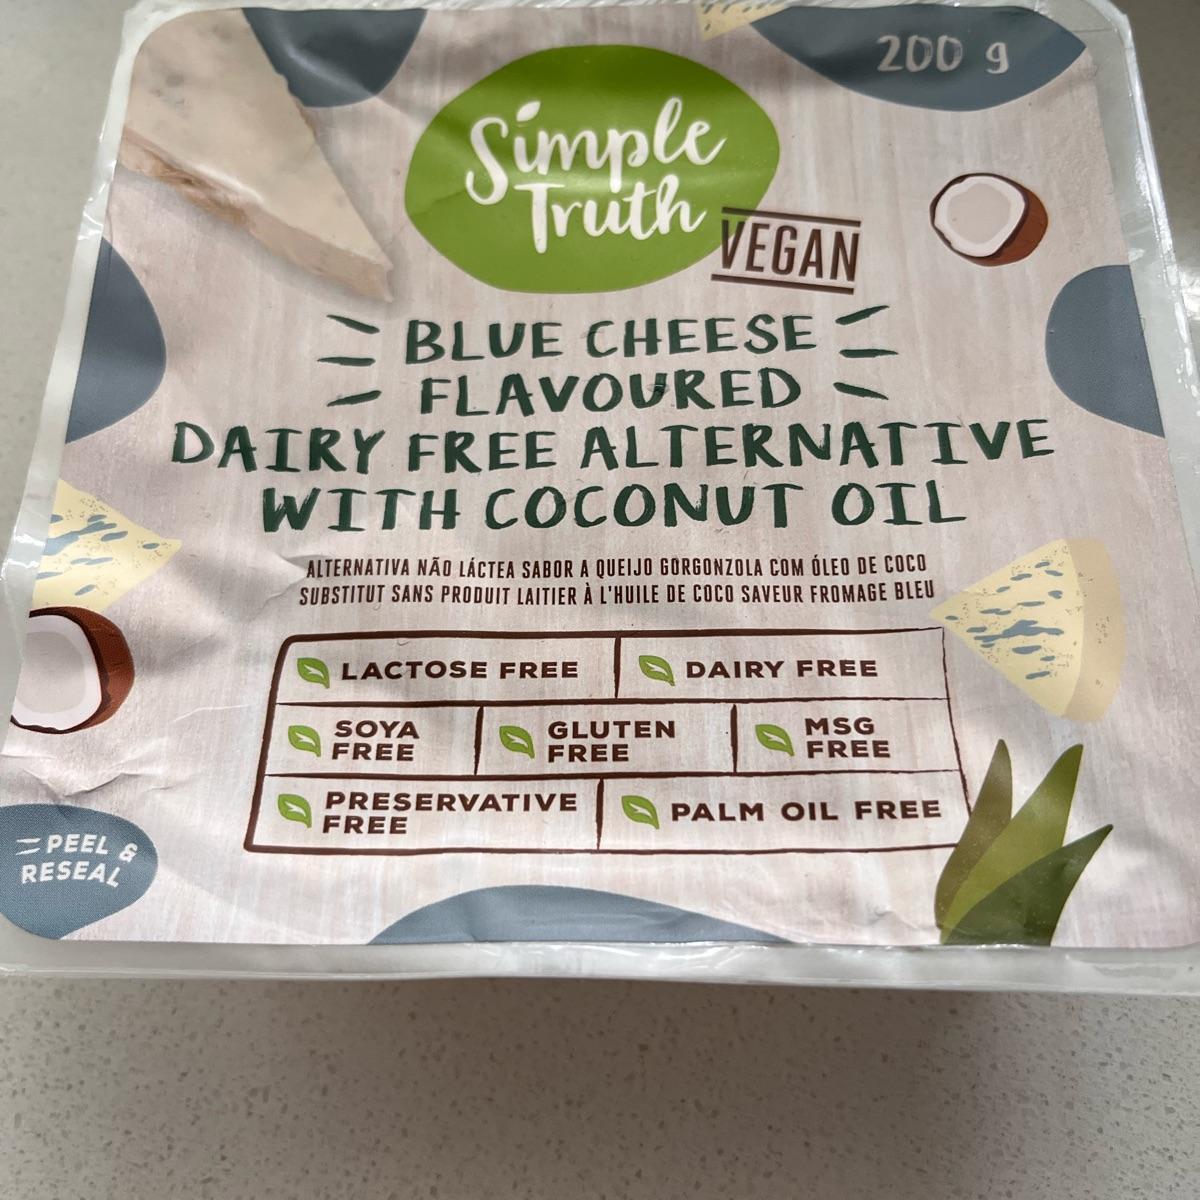 200 g
Simple
Truth
VEGAN
BLUE CHEESE
FLAVOURED
DAIRY FREE ALTERNATIVE
WITH COCONUT OIL
ALTERNATIVA NÃO LÁCTEA SABOR A QUEIJO GORGONZOLA COM ÓLEO DE COCO
SUBSTITUT SANS PRODUIT LAITIER À L'HUILE DE COCO SAVEUR FROMAGE BLEU
LACTOSE FREE
DAIRY FREE
SOYA
FREE
GLUTEN
FREE
MSG
FREE
PRESERVATIVE
FREE
PALM OIL FREE
PEEL &
RESEAL